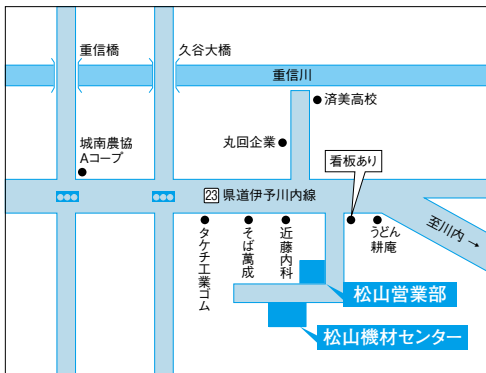 重信橋
久谷大橋
重信川
済美高校
丸回企業
城南農協
Aコープ
看板あり
23 県道伊予川内線
タケチ工業ゴム
そば萬成
近藤内科
うどん
耕庵
至川内→
松山営業部
松山機材センター